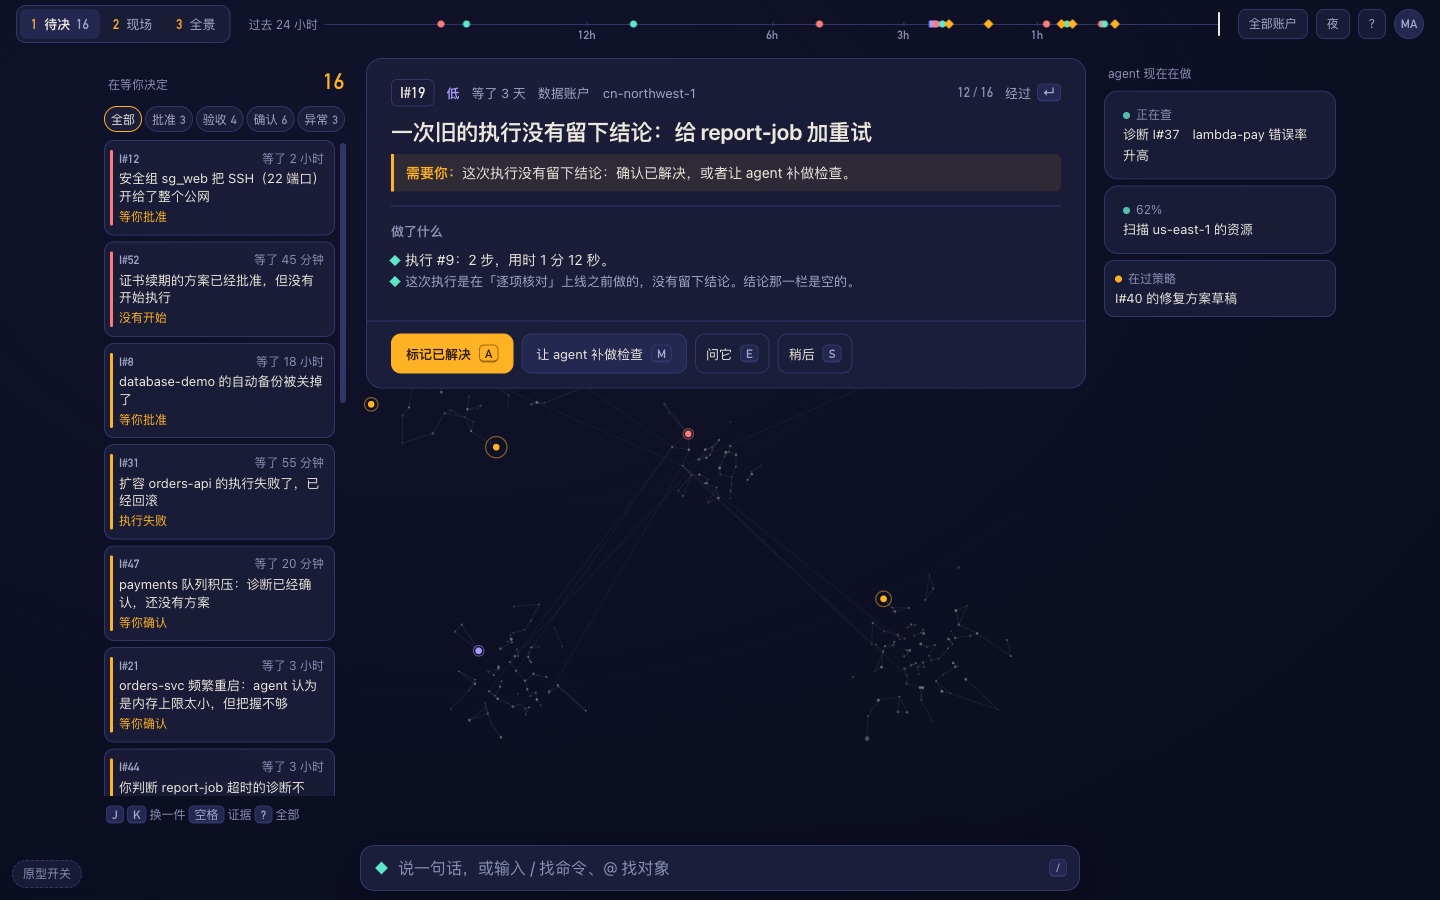 1 待决 16 2 现场 3 全景
过去 24 小时
12h 6h 3h 1h
全部账户 夜 ? MA
在等你决定 16
全部 批准 3 验收 4 确认 6 异常 3
I#12 等了 2 小时
安全组 sg_web 把 SSH（22 端口）
开给了整个公网
等你批准
I#52 等了 45 分钟
证书续期的方案已经批准，但没有
开始执行
没有开始
I#8 等了 18 小时
database-demo 的自动备份被关掉
了
等你批准
I#31 等了 55 分钟
扩容 orders-api 的执行失败了，已
经回滚
执行失败
I#47 等了 20 分钟
payments 队列积压：诊断已经确
认，还没有方案
等你确认
I#21 等了 3 小时
orders-svc 频繁重启：agent 认为
是内存上限太小，但把握不够
等你确认
I#44 等了 3 小时
你判断 report-job 超时的诊断不
J K 换一件 空格 证据 ? 全部
原型开关
I#19 低 等了 3 天 数据账户 cn-northwest-1 12 / 16 经过 ↵
一次旧的执行没有留下结论：给 report-job 加重试
需要你：这次执行没有留下结论：确认已解决，或者让 agent 补做检查。
做了什么
执行 #9：2 步，用时 1 分 12 秒。
这次执行是在「逐项核对」上线之前做的，没有留下结论。结论那一栏是空的。
标记已解决 A 让 agent 补做检查 M 问它 E 稍后 S
说一句话，或输入 / 找命令、@ 找对象 /
agent 现在在做
正在查
诊断 I#37 lambda-pay 错误率
升高
62%
扫描 us-east-1 的资源
在过策略
I#40 的修复方案草稿